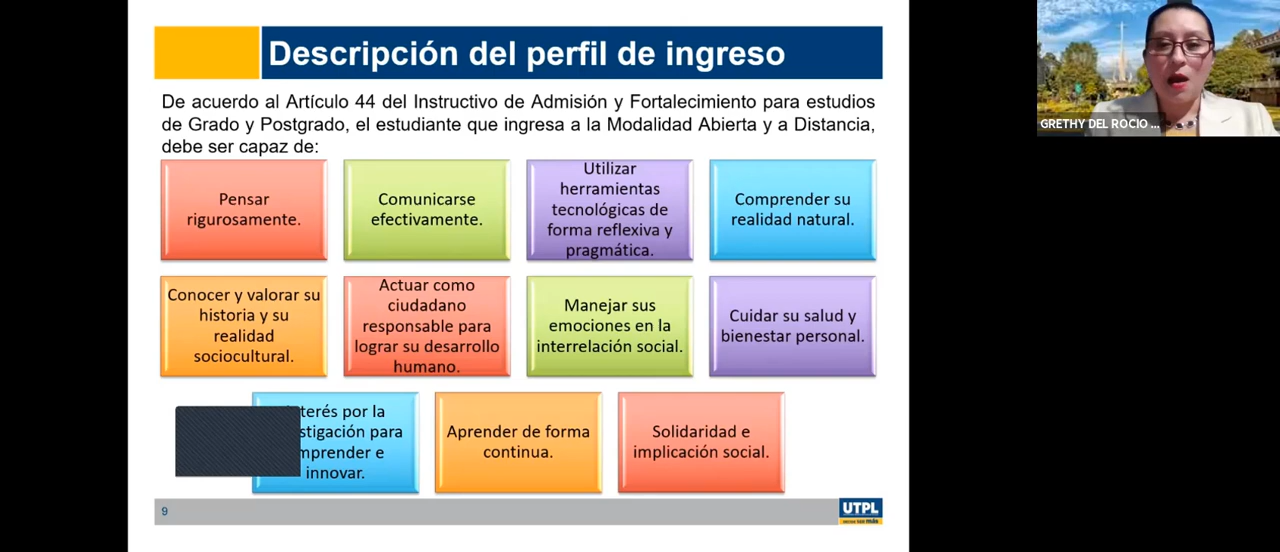 Descripción del perfil de ingreso
De acuerdo al Artículo 44 del Instructivo de Admisión y Fortalecimiento para estudios
de Grado y Postgrado, el estudiante que ingresa a la Modalidad Abierta y a Distancia,
debe ser capaz de:
Pensar
rigurosamente.
Comunicarse
efectivamente.
Utilizar
herramientas
tecnológicas de
forma reflexiva y
pragmática.
Comprender su
realidad natural.
Conocer y valorar su
historia y su
realidad
sociocultural.
Actuar como
ciudadano
responsable para
lograr su desarrollo
humano.
Manejar sus
emociones en la
interrelación social.
Cuidar su salud y
bienestar personal.
por la
para
e
innovar.
Aprender de forma
continua.
Solidaridad e
implicación social.
9
UTPL
GRETHY DEL ROCIO ...